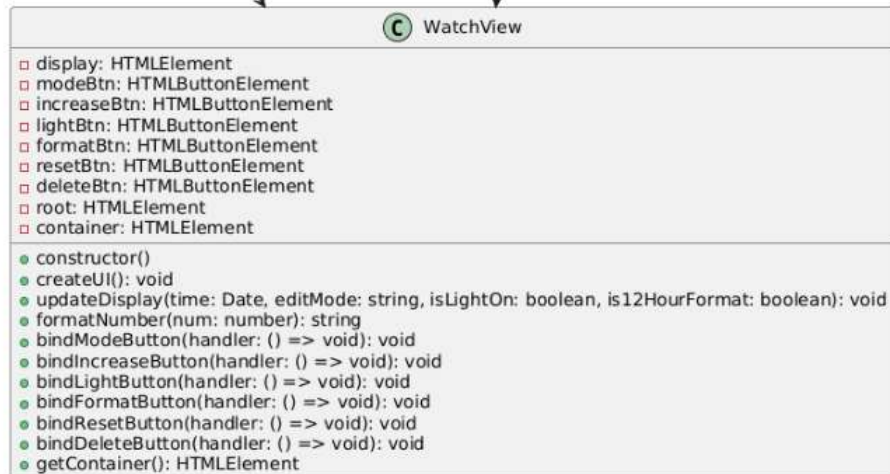 C WatchView
display: HTMLElement
modeBtn: HTMLButtonElement
increaseBtn: HTMLButtonElement
lightBtn: HTMLButtonElement
formatBtn: HTMLButtonElement
resetBtn: HTMLButtonElement
deleteBtn: HTMLButtonElement
root: HTMLElement
container: HTMLElement
constructor()
createUI(): void
updateDisplay(time: Date, editMode: string, isLightOn: boolean, is12HourFormat: boolean): void
formatNumber(num: number): string
bindModeButton(handler: () => void): void
bindIncreaseButton(handler: () => void): void
bindLightButton(handler: () => void): void
bindFormatButton(handler: () => void): void
bindResetButton(handler: () => void): void
bindDeleteButton(handler: () => void): void
getContainer(): HTMLElement